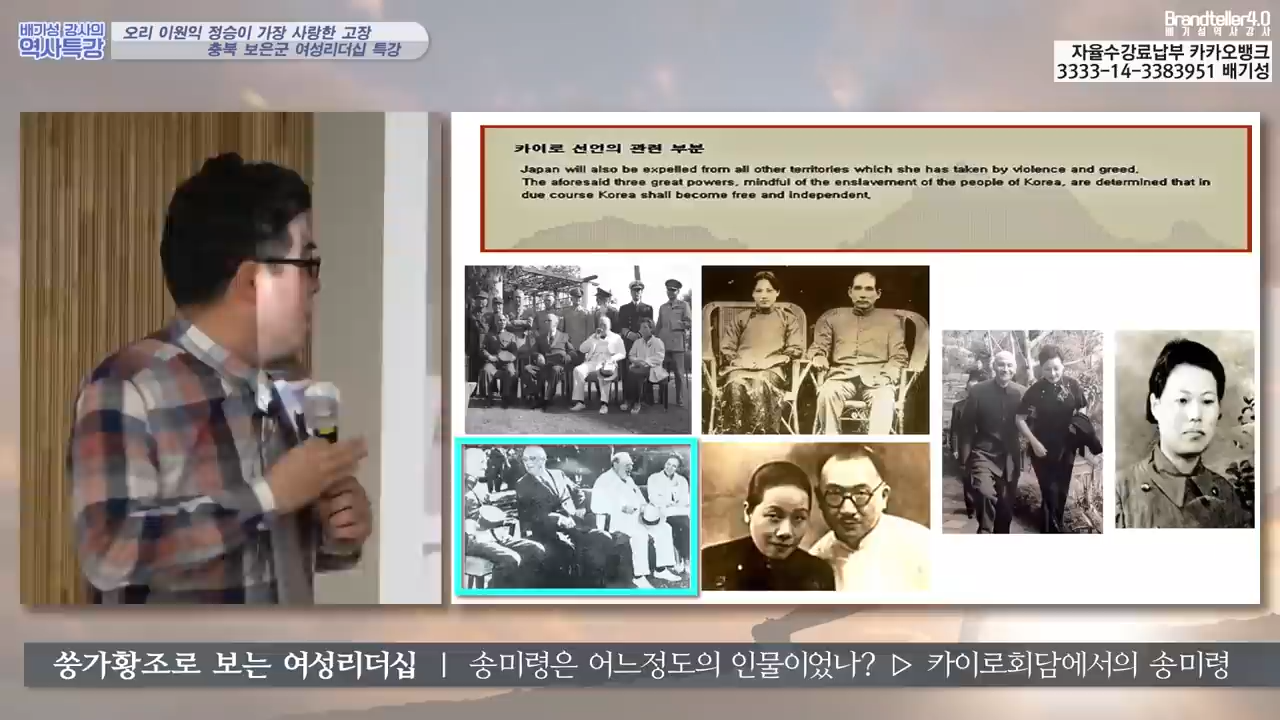 배기성 강사의
역사특강
오리 이원익 정승이 가장 사랑한 고장
충북 보은군 여성리더십 특강
Brandteller4.0
배기성역사강사
자율수강료납부 카카오뱅크
3333-14-3383951 배기성
카이로 선언의 관련 부분
Japan will also be expelled from all other territories which she has taken by violence and greed.
The aforesaid three great powers, mindful of the enslavement of the people of Korea, are determined that in
due course Korea shall become free and independent.
쑹가황조로 보는 여성리더십 | 송미령은 어느정도의 인물이었나? ▷ 카이로회담에서의 송미령